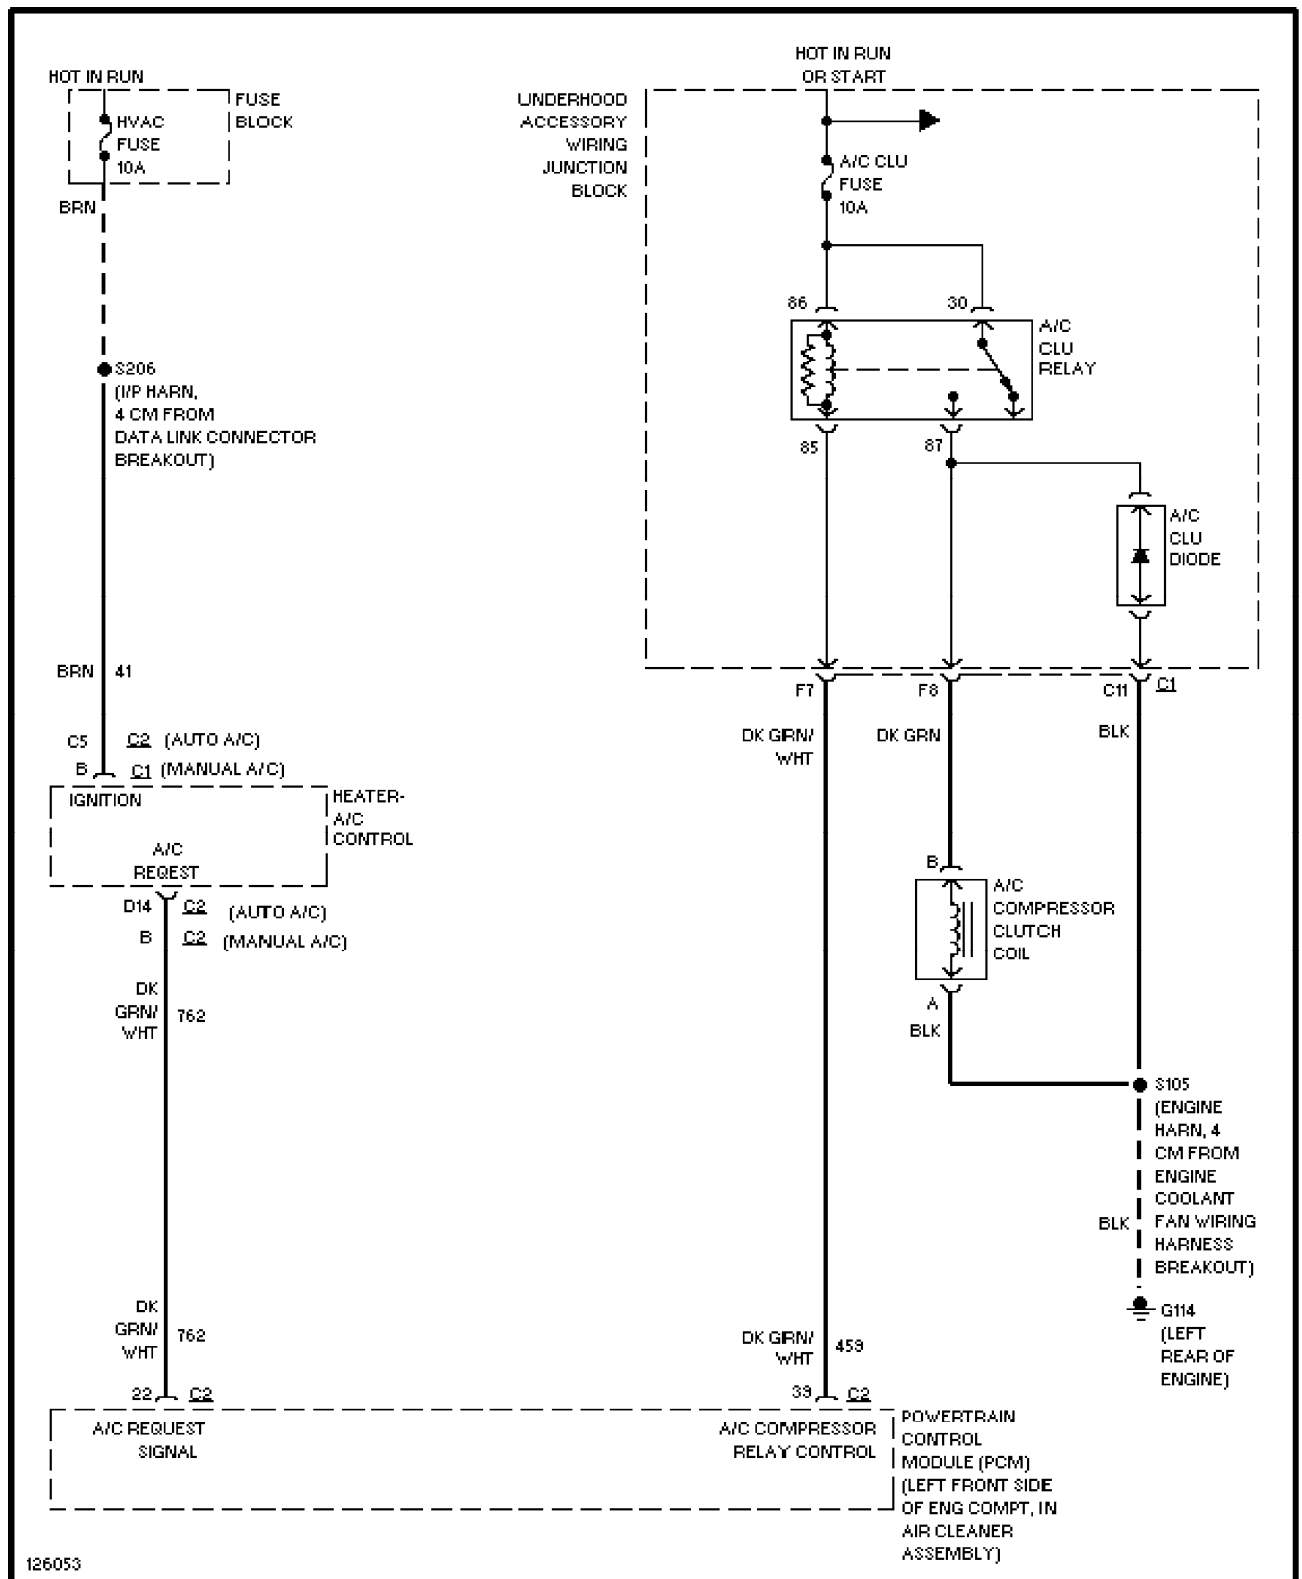 HOT IN RUN
HVAC
FUSE
10A
FUSE
BLOCK
BRN
S206
(I/P HARN,
4 CM FROM
DATA LINK CONNECTOR
BREAKOUT)
BRN 41
C5 C2 (AUTO A/C)
B C1 (MANUAL A/C)
IGNITION
HEATER-
A/C
CONTROL
A/C
REQEST
D14 C2 (AUTO A/C)
B C2 (MANUAL A/C)
DK
GRN/
WHT
762
DK
GRN/
WHT
762
22 C2
A/C REQUEST
SIGNAL
HOT IN RUN
OR START
UNDERHOOD
ACCESSORY
WIRING
JUNCTION
BLOCK
A/C CLU
FUSE
10A
86
30
A/C
CLU
RELAY
85
87
A/C
CLU
DIODE
F7
F8
C11
C1
DK GRN/
WHT
DK GRN
BLK
B
A/C
COMPRESSOR
CLUTCH
COIL
A
BLK
S105
(ENGINE
HARN, 4
CM FROM
ENGINE
COOLANT
FAN WIRING
HARNESS
BREAKOUT)
BLK
G114
(LEFT
REAR OF
ENGINE)
DK GRN/
WHT
459
39 C2
A/C COMPRESSOR
RELAY CONTROL
POWERTRAIN
CONTROL
MODULE (PCM)
(LEFT FRONT SIDE
OF ENG COMPT, IN
AIR CLEANER
ASSEMBLY)
126053